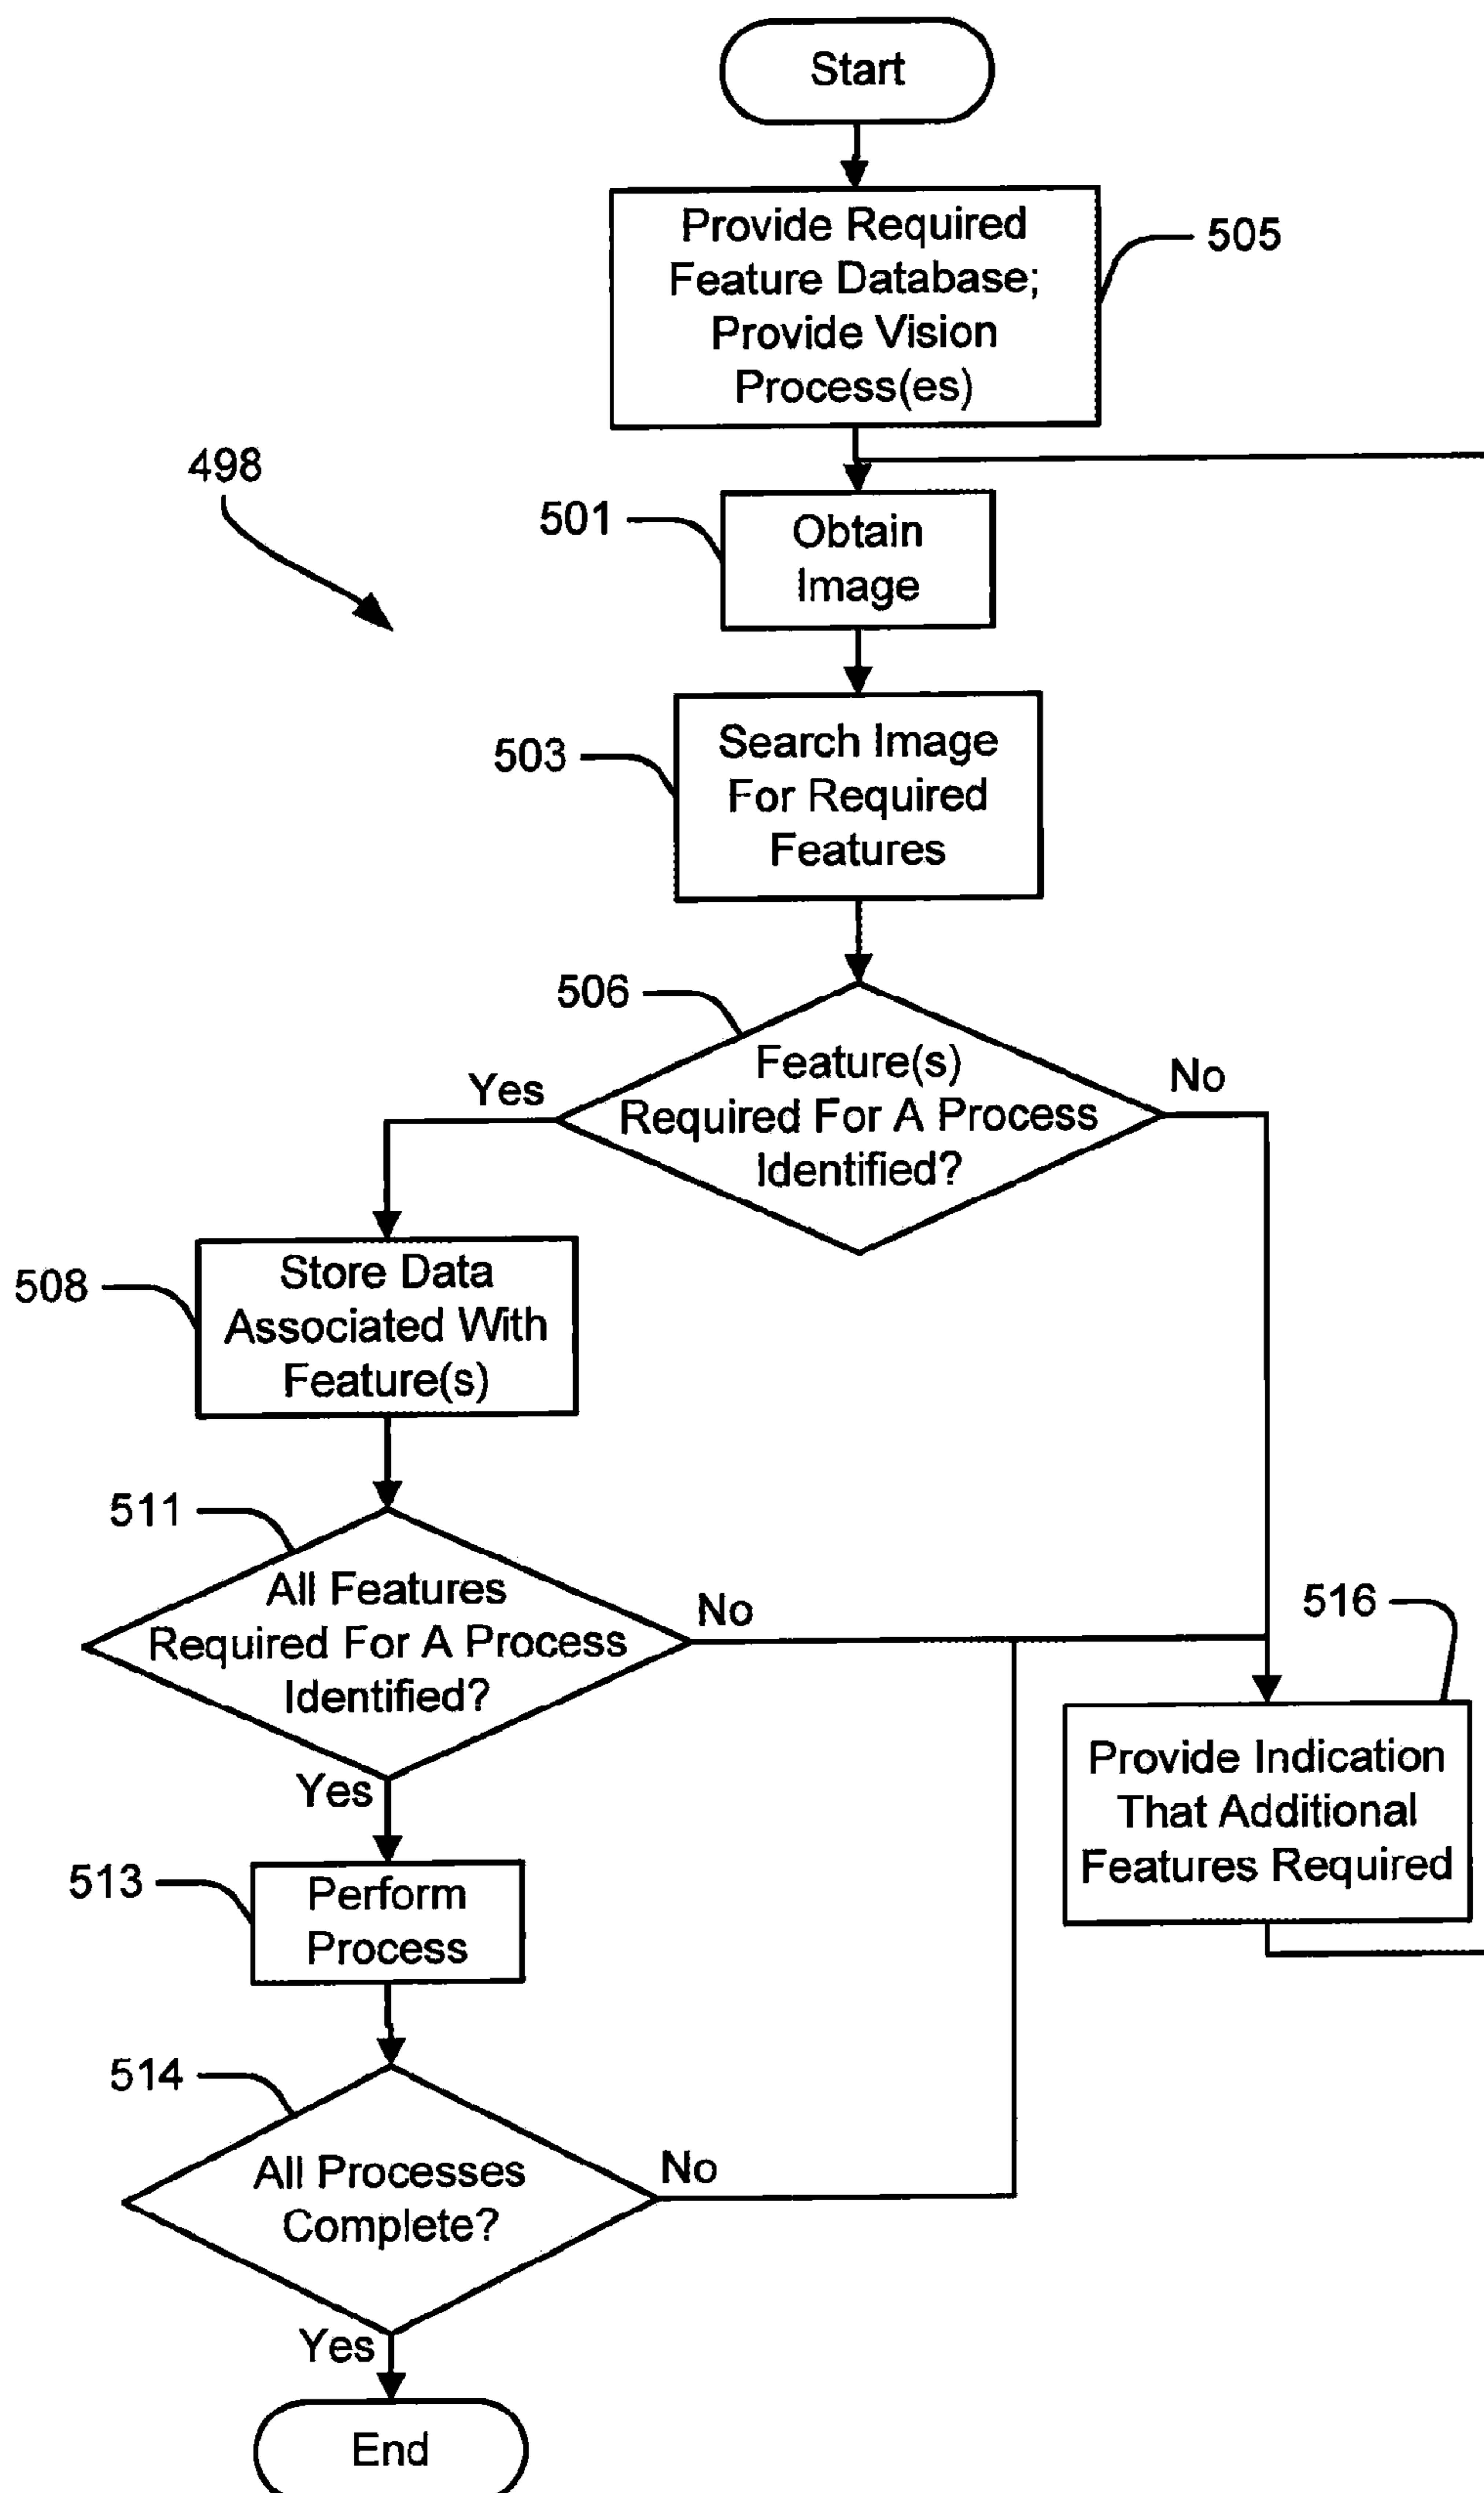 Start
Provide Required
Feature Database;
Provide Vision
Process(es)
505
498
501
Obtain
Image
503
Search Image
For Required
Features
506
Feature(s)
Required For A Process
Identified?
Yes
No
508
Store Data
Associated With
Feature(s)
511
All Features
Required For A Process
Identified?
No
Yes
516
Provide Indication
That Additional
Features Required
513
Perform
Process
514
All Processes
Complete?
No
Yes
End